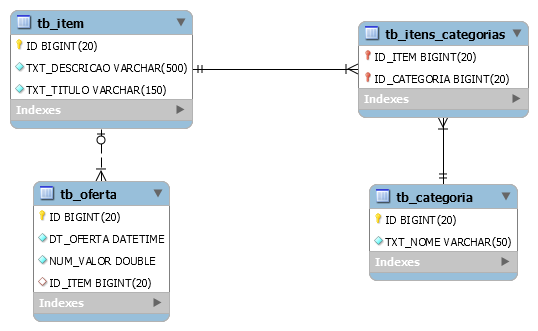 tb_item
ID BIGINT(20)
TXT_DESCRICAO VARCHAR(500)
TXT_TITULO VARCHAR(150)
Indexes
tb_itens_categorias
ID_ITEM BIGINT(20)
ID_CATEGORIA BIGINT(20)
Indexes
tb_oferta
ID BIGINT(20)
DT_OFERTA DATETIME
NUM_VALOR DOUBLE
ID_ITEM BIGINT(20)
Indexes
tb_categoria
ID BIGINT(20)
TXT_NOME VARCHAR(50)
Indexes